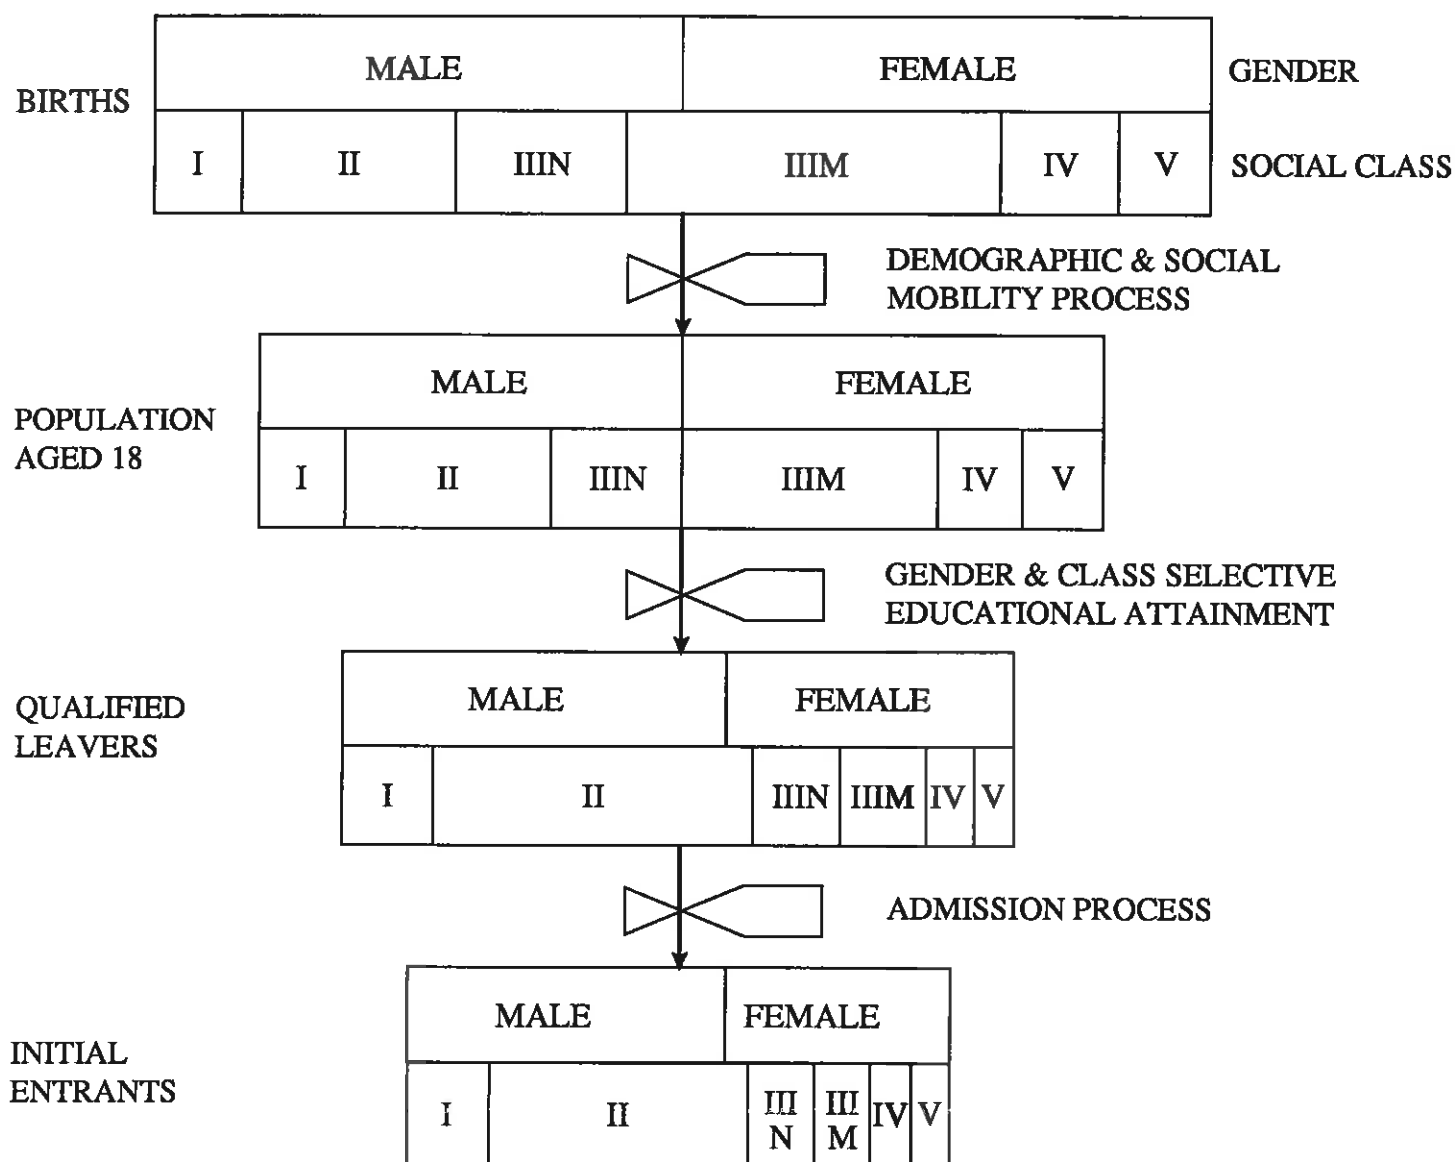 MALE FEMALE GENDER
BIRTHS
I II IIIN IIIM IV V SOCIAL CLASS
DEMOGRAPHIC & SOCIAL
MOBILITY PROCESS
MALE FEMALE
POPULATION
AGED 18
I II IIIN IIIM IV V
GENDER & CLASS SELECTIVE
EDUCATIONAL ATTAINMENT
MALE FEMALE
QUALIFIED
LEAVERS
I II IIIN IIIM IV V
ADMISSION PROCESS
MALE FEMALE
INITIAL
ENTRANTS
I II III N III M IV V